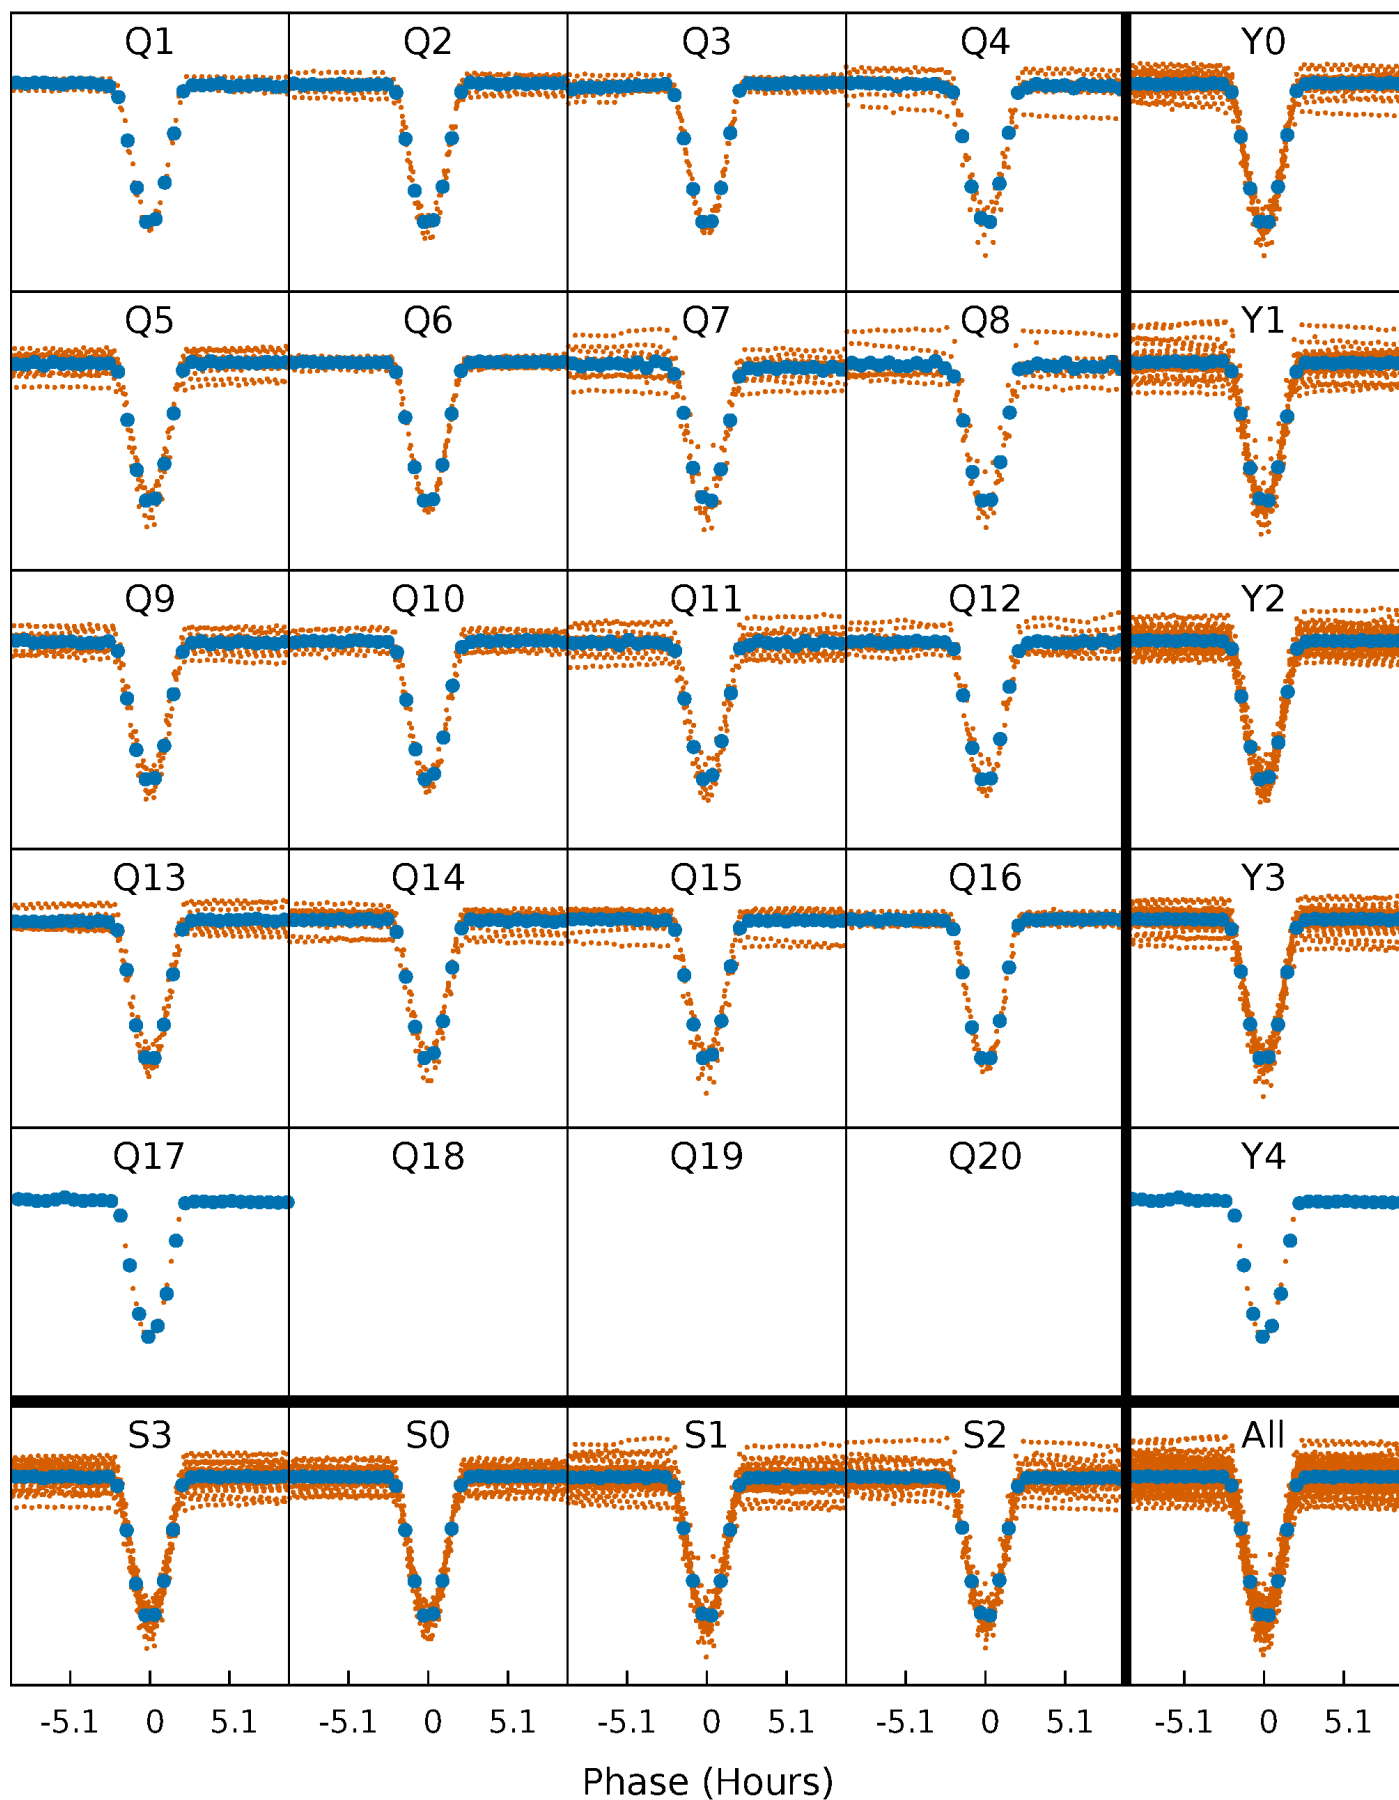 Q1 Q2 Q3 Q4 Y0
Q5 Q6 Q7 Q8 Y1
Q9 Q10 Q11 Q12 Y2
Q13 Q14 Q15 Q16 Y3
Q17 Q18 Q19 Q20 Y4
S3 S0 S1 S2 All
-5.1 0 5.1 -5.1 0 5.1 -5.1 0 5.1 -5.1 0 5.1 -5.1 0 5.1
Phase (Hours)